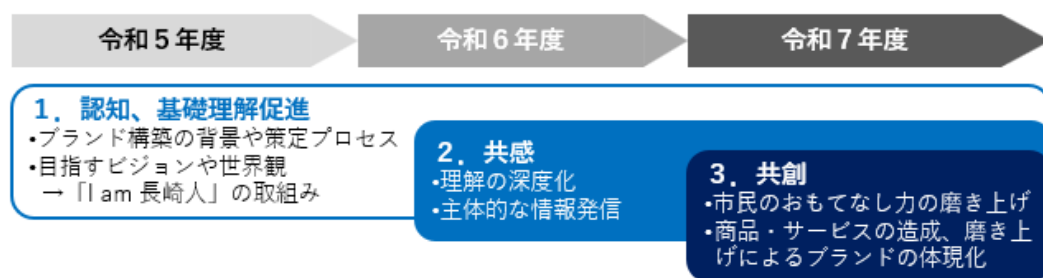 令和５年度
令和６年度
令和７年度
1．認知、基礎理解促進
•ブランド構築の背景や策定プロセス
•目指すビジョンや世界観
→「I am 長崎人」の取組み
2．共感
•理解の深度化
•主体的な情報発信
3．共創
•市民のおもてなし力の磨き上げ
•商品・サービスの造成、磨き上
げによるブランドの体現化